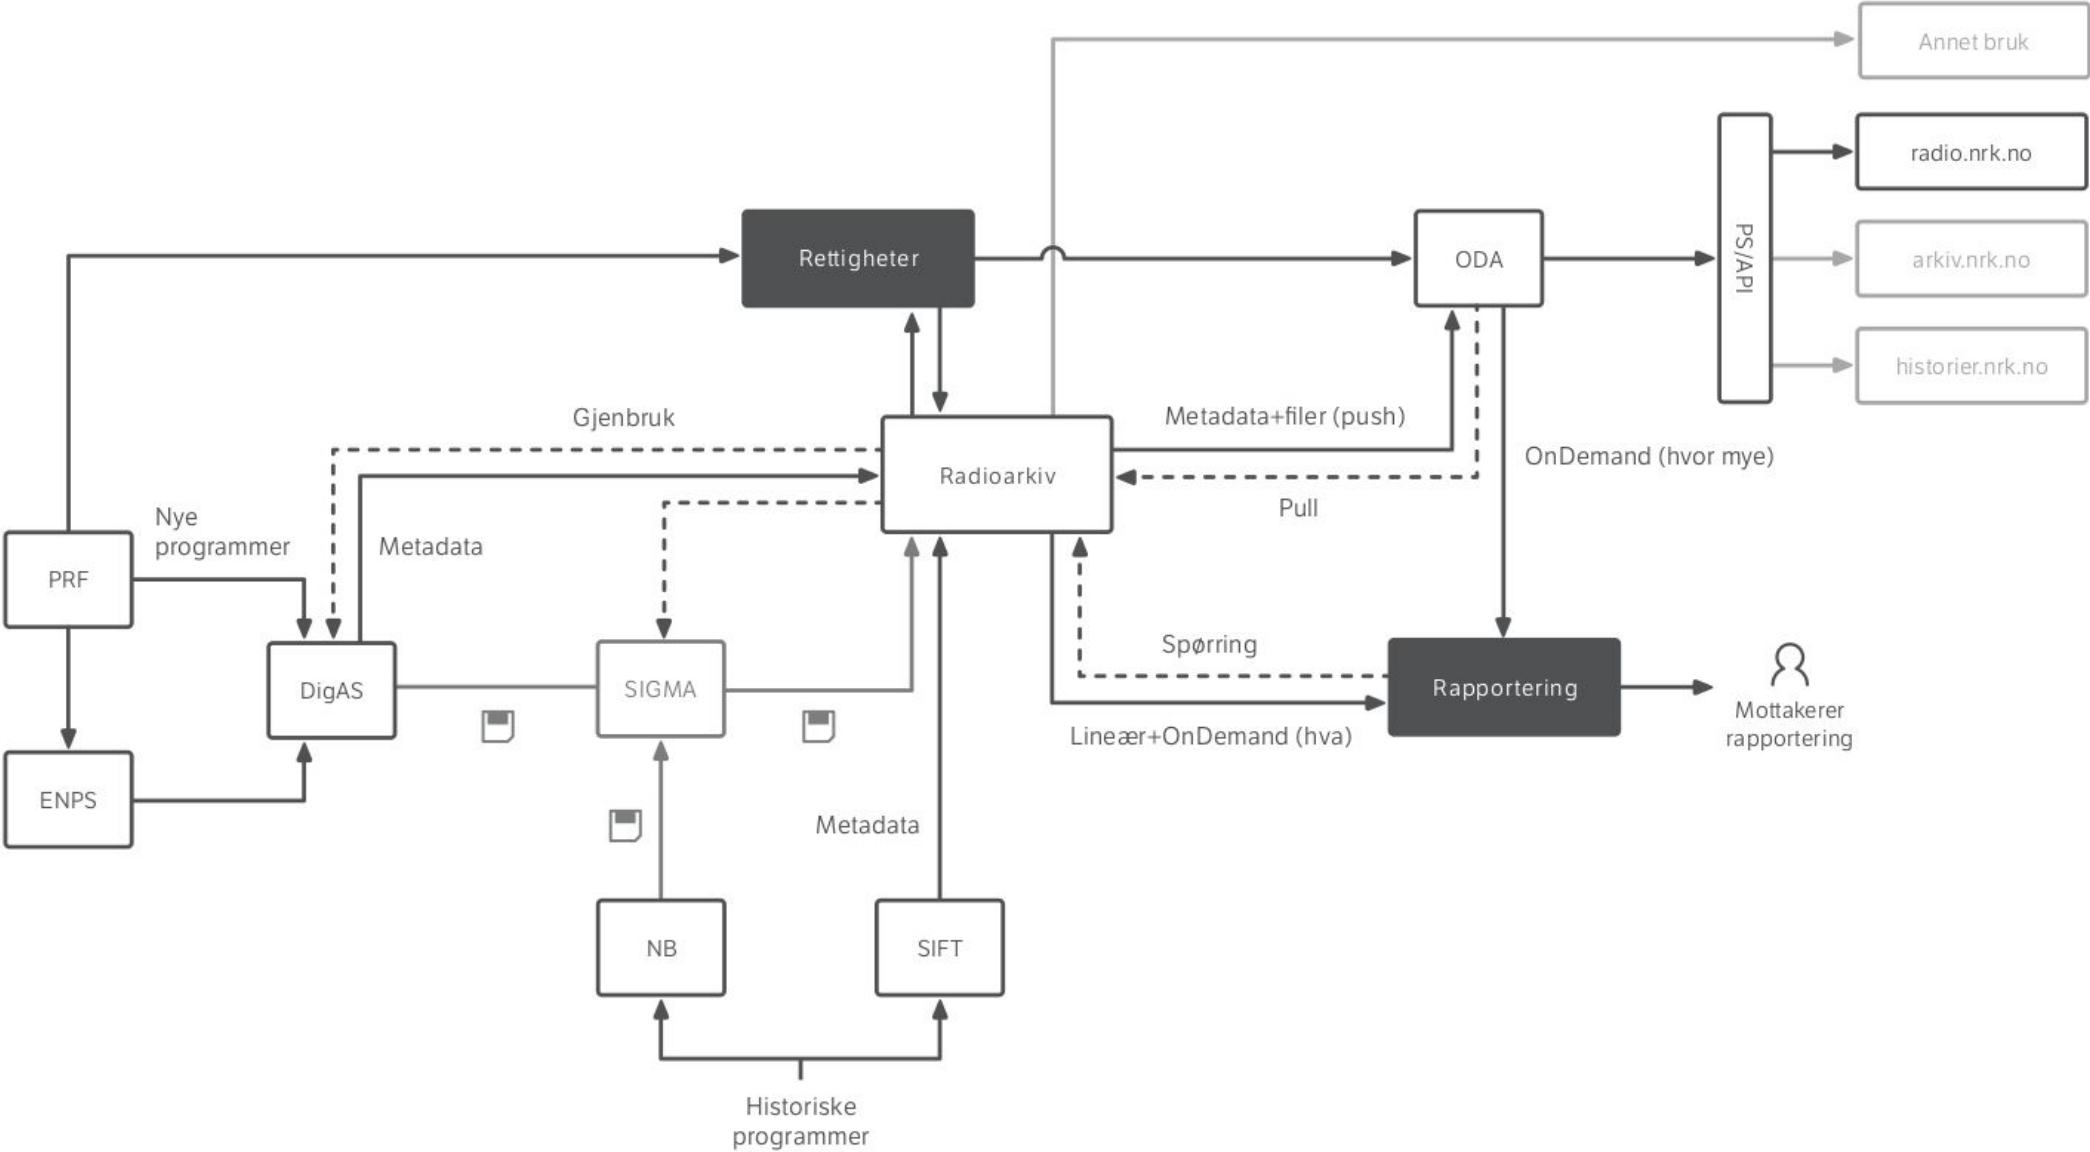 Annet bruk
radio.nrk.no
Rettigheter
ODA
PS/API
arkiv.nrk.no
historier.nrk.no
Gjenbruk
Metadata+filer (push)
OnDemand (hvor mye)
Radioarkiv
Pull
Nye
programmer
Metadata
PRF
Spørring
DigAS
SIGMA
Rapportering
Lineær+OnDemand (hva)
Mottakerer
rapportering
ENPS
Metadata
NB
SIFT
Historiske
programmer